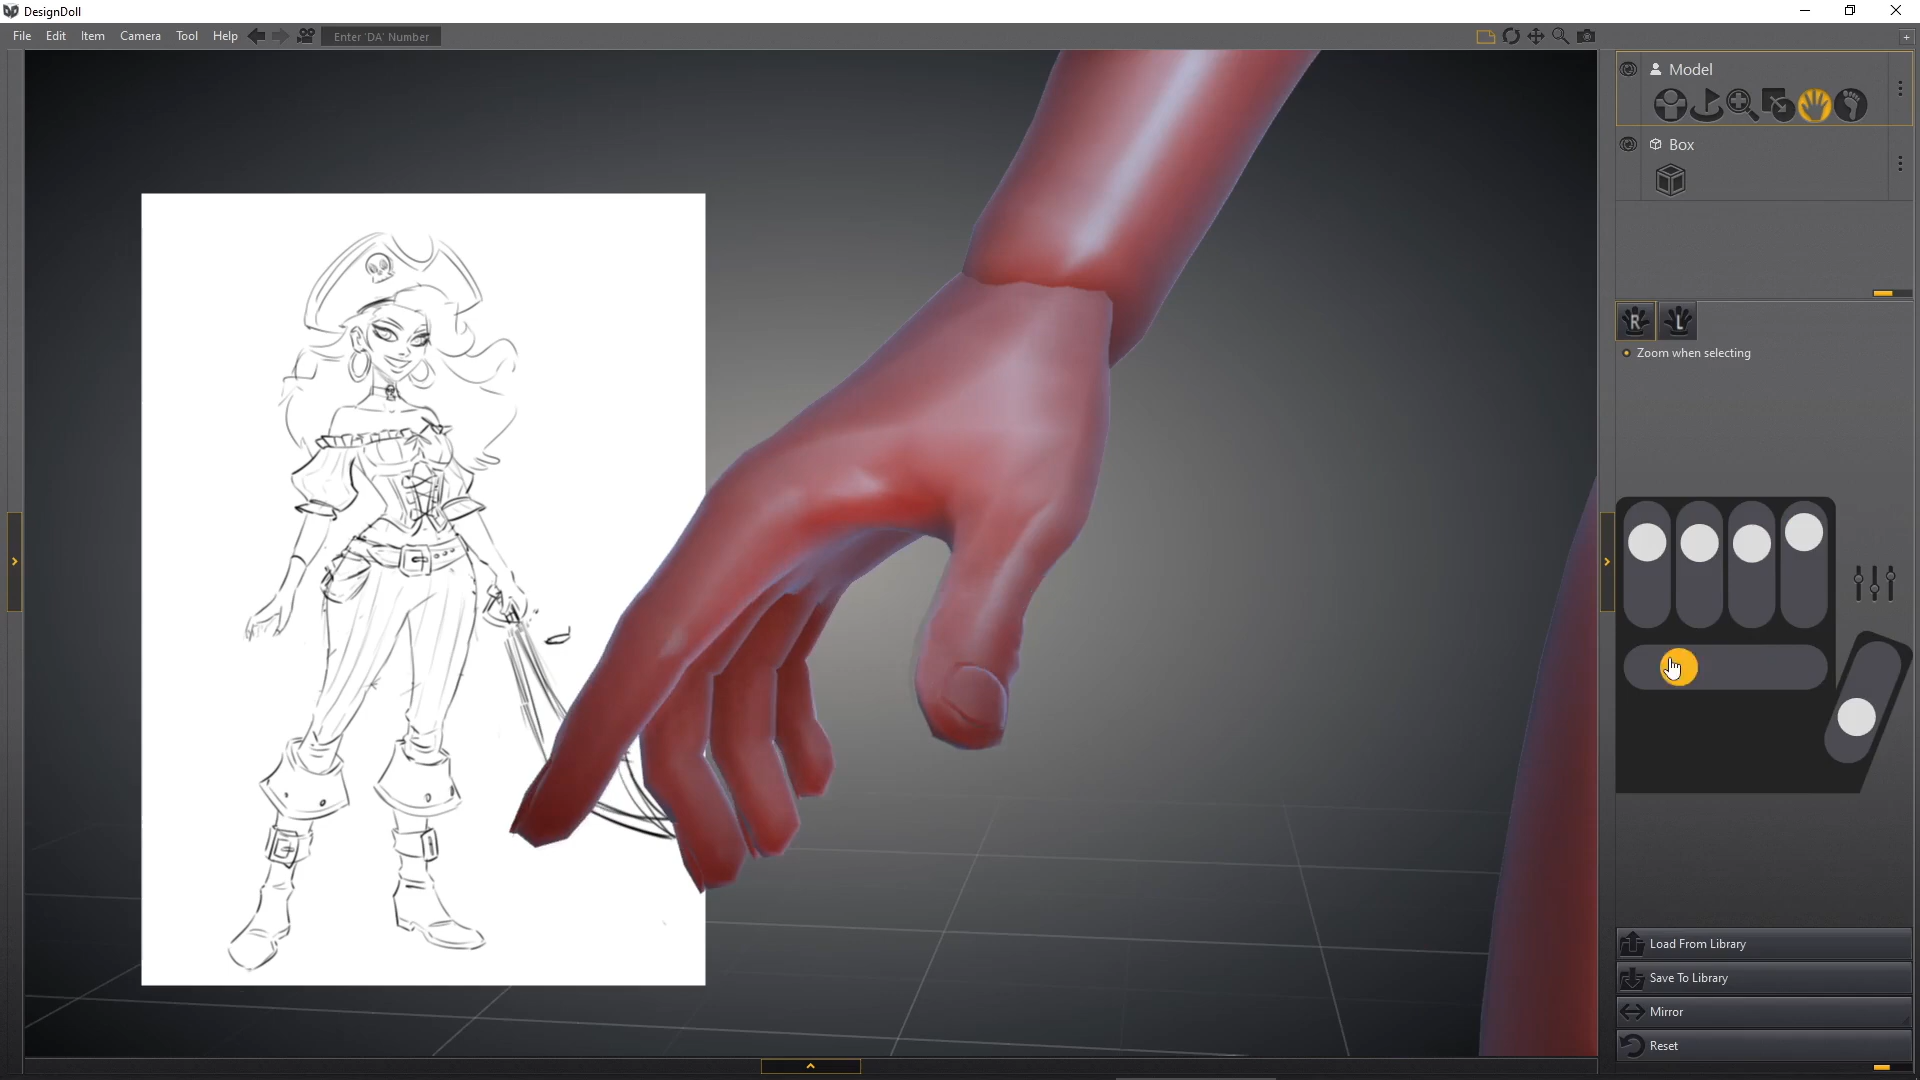 DesignDoll
File Edit Item Camera Tool Help Enter 'DA' Number
Model
Box
R L
Zoom when selecting
Load From Library
Save To Library
Mirror
Reset